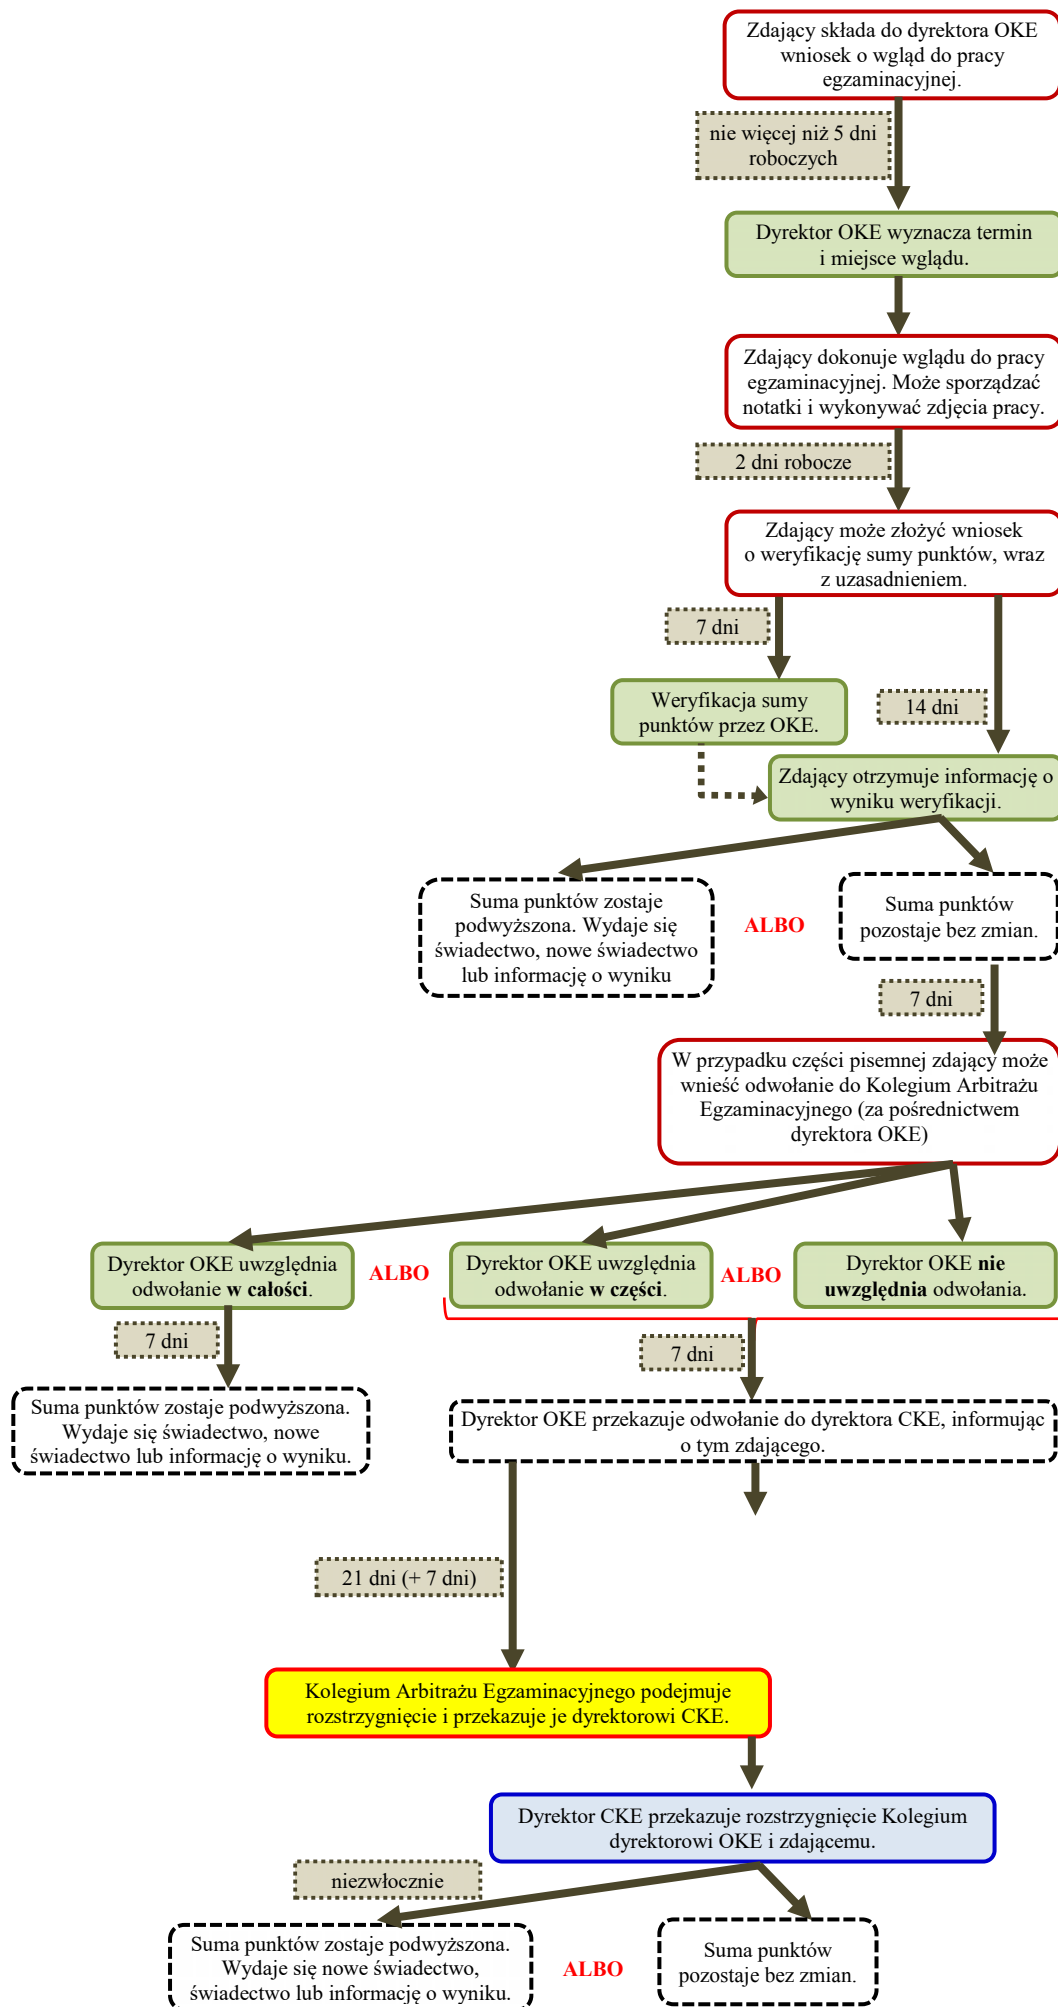 Zdający składa do dyrektora OKE
wniosek o wgląd do pracy
egzaminacyjnej.
nie więcej niż 5 dni
roboczych
Dyrektor OKE wyznacza termin
i miejsce wglądu.
Zdający dokonuje wglądu do pracy
egzaminacyjnej. Może sporządzać
notatki i wykonywać zdjęcia pracy.
2 dni robocze
Zdający może złożyć wniosek
o weryfikację sumy punktów, wraz
z uzasadnieniem.
7 dni
Weryfikacja sumy
punktów przez OKE.
14 dni
Zdający otrzymuje informację o
wyniku weryfikacji.
Suma punktów zostaje
podwyższona. Wydaje się
świadectwo, nowe świadectwo
lub informację o wyniku
ALBO
Suma punktów
pozostaje bez zmian.
7 dni
W przypadku części pisemnej zdający może
wnieść odwołanie do Kolegium Arbitrażu
Egzaminacyjnego (za pośrednictwem
dyrektora OKE)
Dyrektor OKE uwzględnia
odwołanie w całości.
ALBO
Dyrektor OKE uwzględnia
odwołanie w części.
ALBO
Dyrektor OKE nie
uwzględnia odwołania.
7 dni
7 dni
Suma punktów zostaje podwyższona.
Wydaje się świadectwo, nowe
świadectwo lub informację o wyniku.
Dyrektor OKE przekazuje odwołanie do dyrektora CKE, informując
o tym zdającego.
21 dni (+ 7 dni)
Kolegium Arbitrażu Egzaminacyjnego podejmuje
rozstrzygnięcie i przekazuje je dyrektorowi CKE.
Dyrektor CKE przekazuje rozstrzygnięcie Kolegium
dyrektorowi OKE i zdającemu.
niezwłocznie
Suma punktów zostaje podwyższona.
Wydaje się nowe świadectwo,
świadectwo lub informację o wyniku.
ALBO
Suma punktów
pozostaje bez zmian.